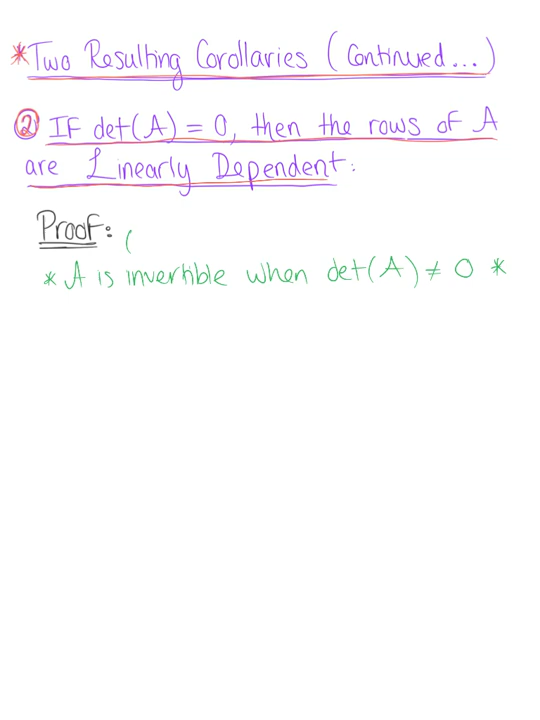 *Two Resulting Corollaries (Continued...)
② IF det(A) = 0, then the rows of A
are Linearly Dependent:
Proof: (
* A is invertible when det(A) ≠ 0 *